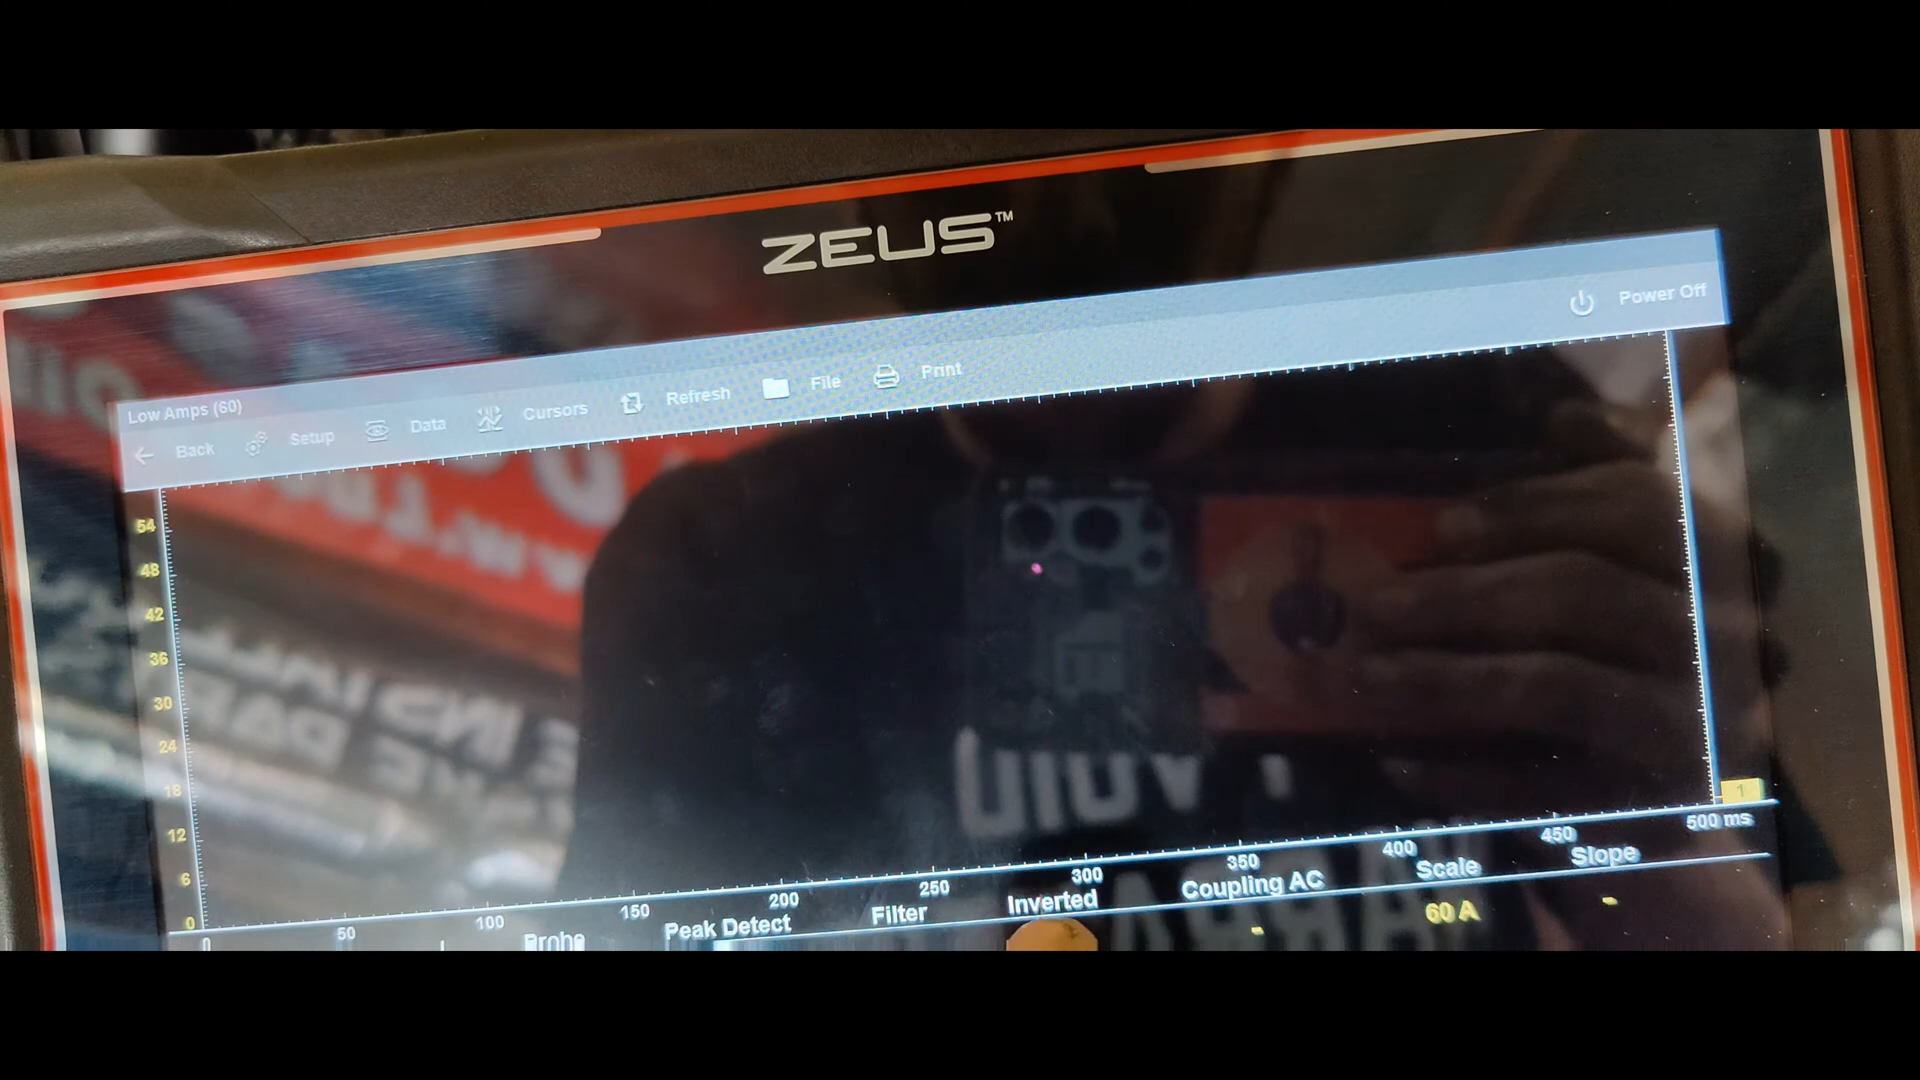 ZEUS™
Power Off
Low Amps (60)
Back Setup Data Cursors Refresh File Print
54
48
42
36
30
24
18
12
6
0
1
0 50 100 150 200 250 300 350 400 450 500 ms
Probe Peak Detect Filter Inverted Coupling AC Scale Slope
60 A